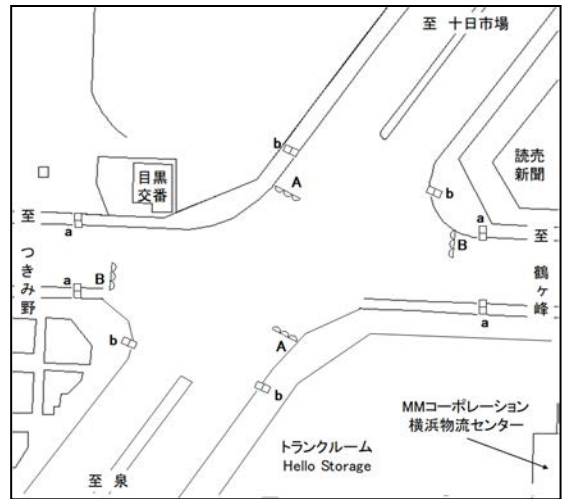 至 十日市場
b
A
目黒
交番
読売
新聞
b
a
B
至
至
a
つきみ野
鶴ヶ峰
a
B
a
b
A
b
MMコーポレーション
横浜物流センター
トランクルーム
Hello Storage
至 泉